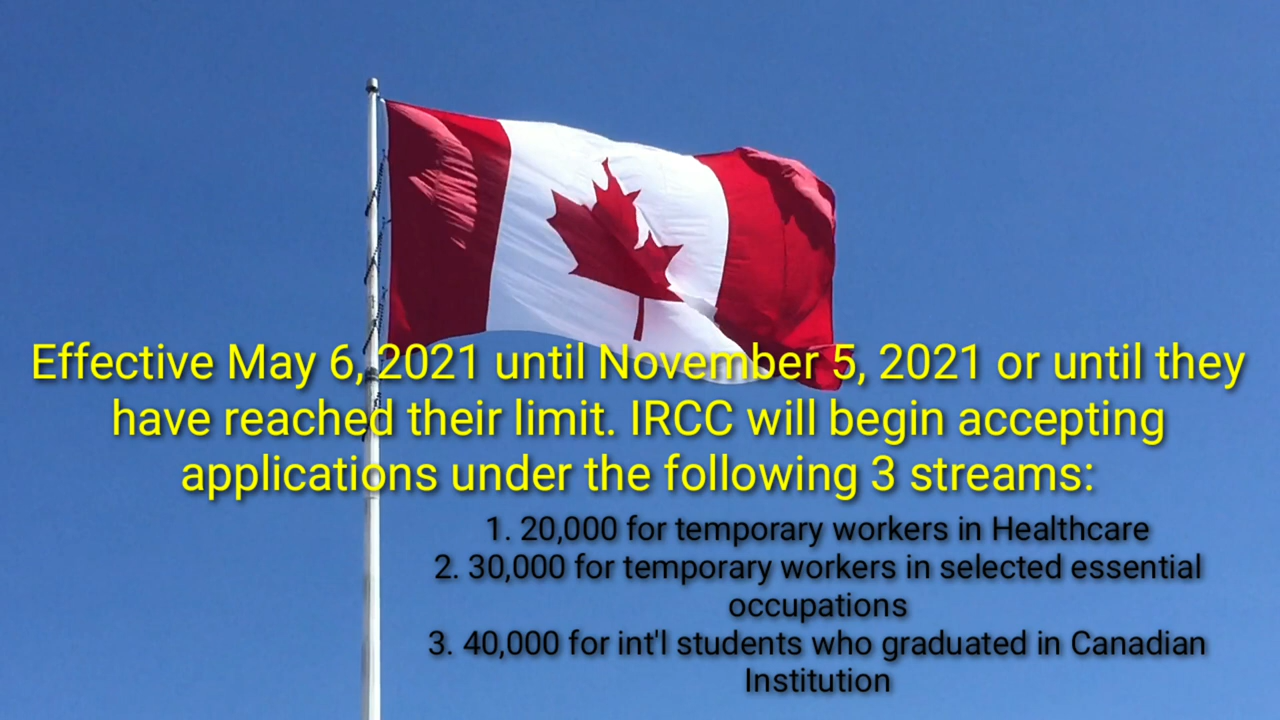 Effective May 6, 2021 until November 5, 2021 or until they
have reached their limit. IRCC will begin accepting
applications under the following 3 streams:
1. 20,000 for temporary workers in Healthcare
2. 30,000 for temporary workers in selected essential
occupations
3. 40,000 for int'l students who graduated in Canadian
Institution